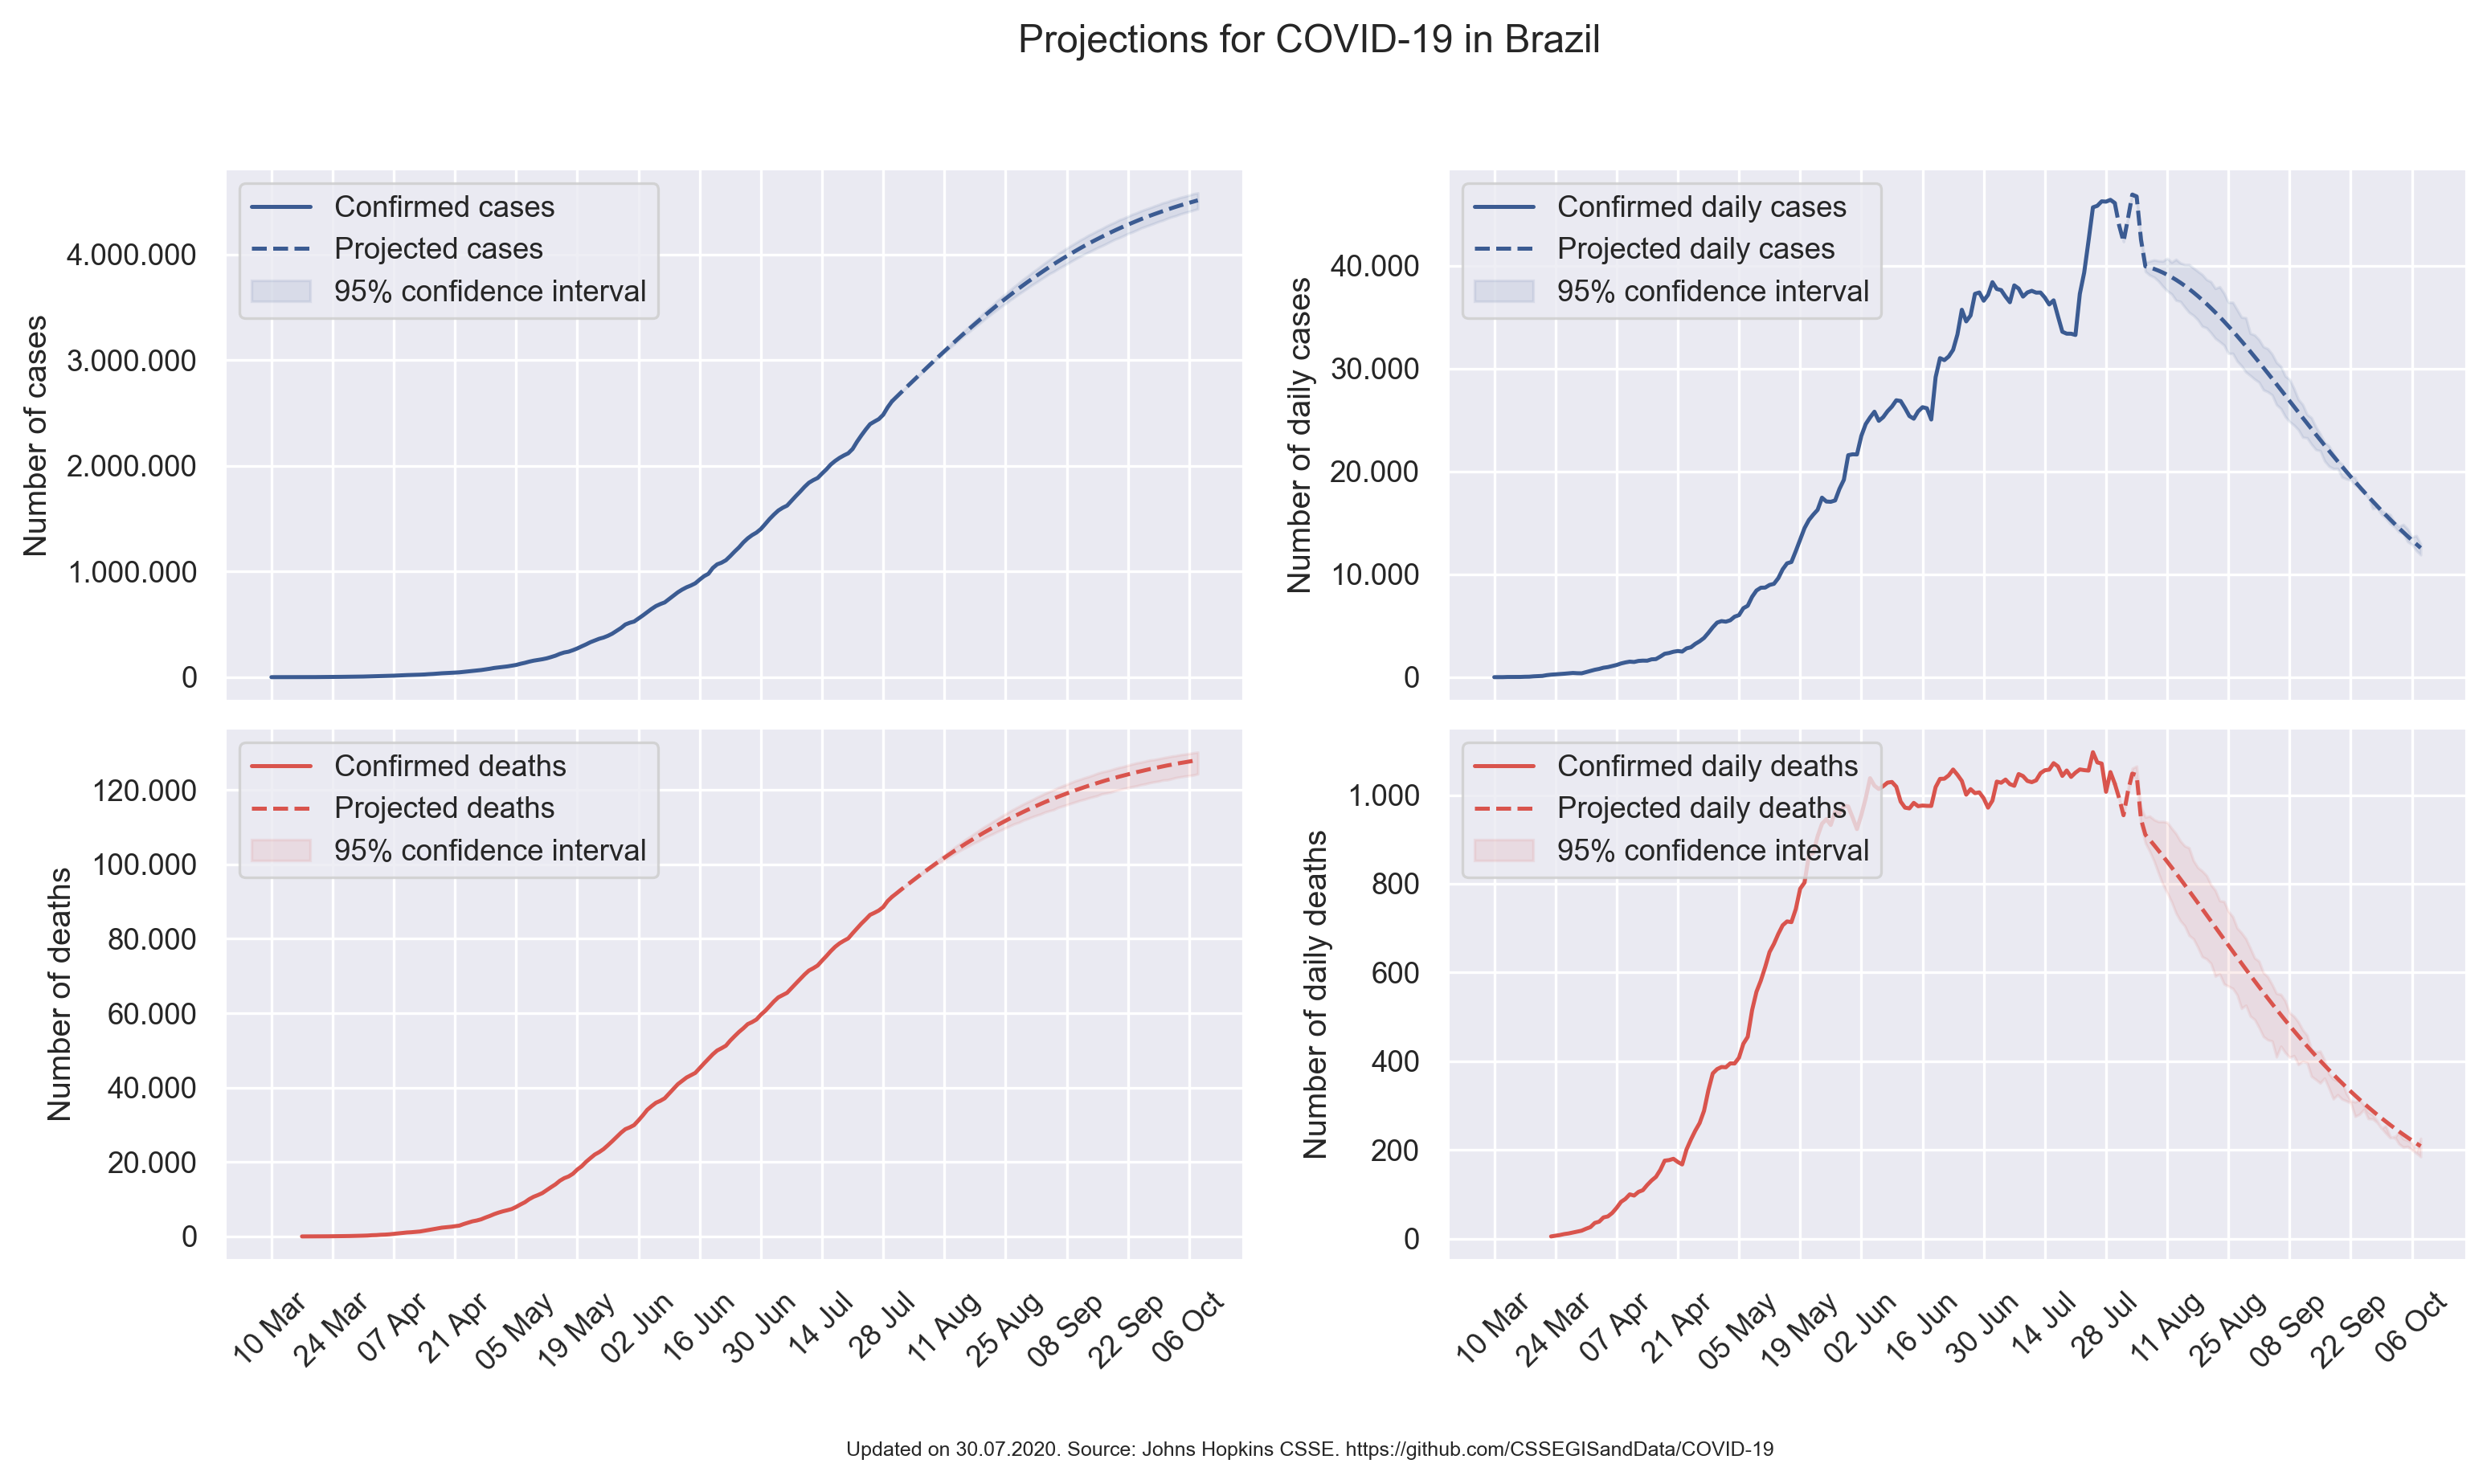 Projections for COVID-19 in Brazil
Confirmed cases
Projected cases
95% confidence interval
Number of cases
4.000.000
3.000.000
2.000.000
1.000.000
0
Confirmed daily cases
Projected daily cases
95% confidence interval
Number of daily cases
40.000
30.000
20.000
10.000
0
Confirmed deaths
Projected deaths
95% confidence interval
Number of deaths
120.000
100.000
80.000
60.000
40.000
20.000
0
10 Mar
24 Mar
07 Apr
21 Apr
05 May
19 May
02 Jun
16 Jun
30 Jun
14 Jul
28 Jul
11 Aug
25 Aug
08 Sep
22 Sep
06 Oct
Confirmed daily deaths
Projected daily deaths
95% confidence interval
Number of daily deaths
1.000
800
600
400
200
0
10 Mar
24 Mar
07 Apr
21 Apr
05 May
19 May
02 Jun
16 Jun
30 Jun
14 Jul
28 Jul
11 Aug
25 Aug
08 Sep
22 Sep
06 Oct
Updated on 30.07.2020. Source: Johns Hopkins CSSE. https://github.com/CSSEGISandData/COVID-19